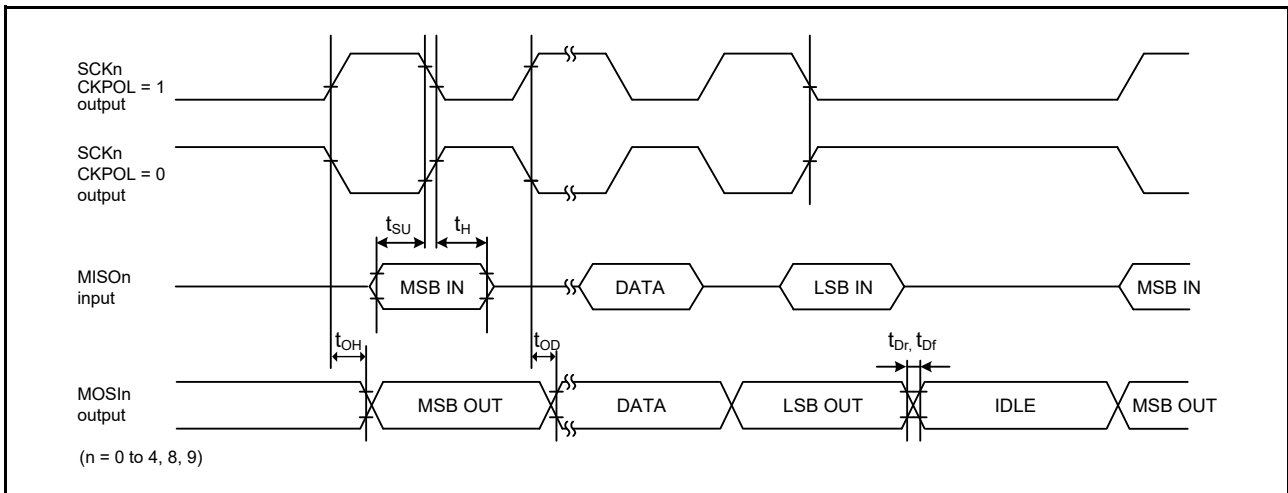 SCKn
CKPOL = 1
output
SCKn
CKPOL = 0
output
tSU
tH
MISOn
input
MSB IN
DATA
LSB IN
MSB IN
tOH
tOD
tDr, tDf
MOSIn
output
MSB OUT
DATA
LSB OUT
IDLE
MSB OUT
(n = 0 to 4, 8, 9)